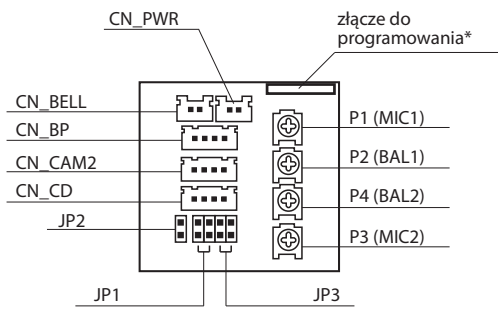 CN_PWR
złącze do
programowania*
CN_BELL
CN_BP
CN_CAM2
CN_CD
JP2
P1 (MIC1)
P2 (BAL1)
P4 (BAL2)
P3 (MIC2)
JP1
JP3